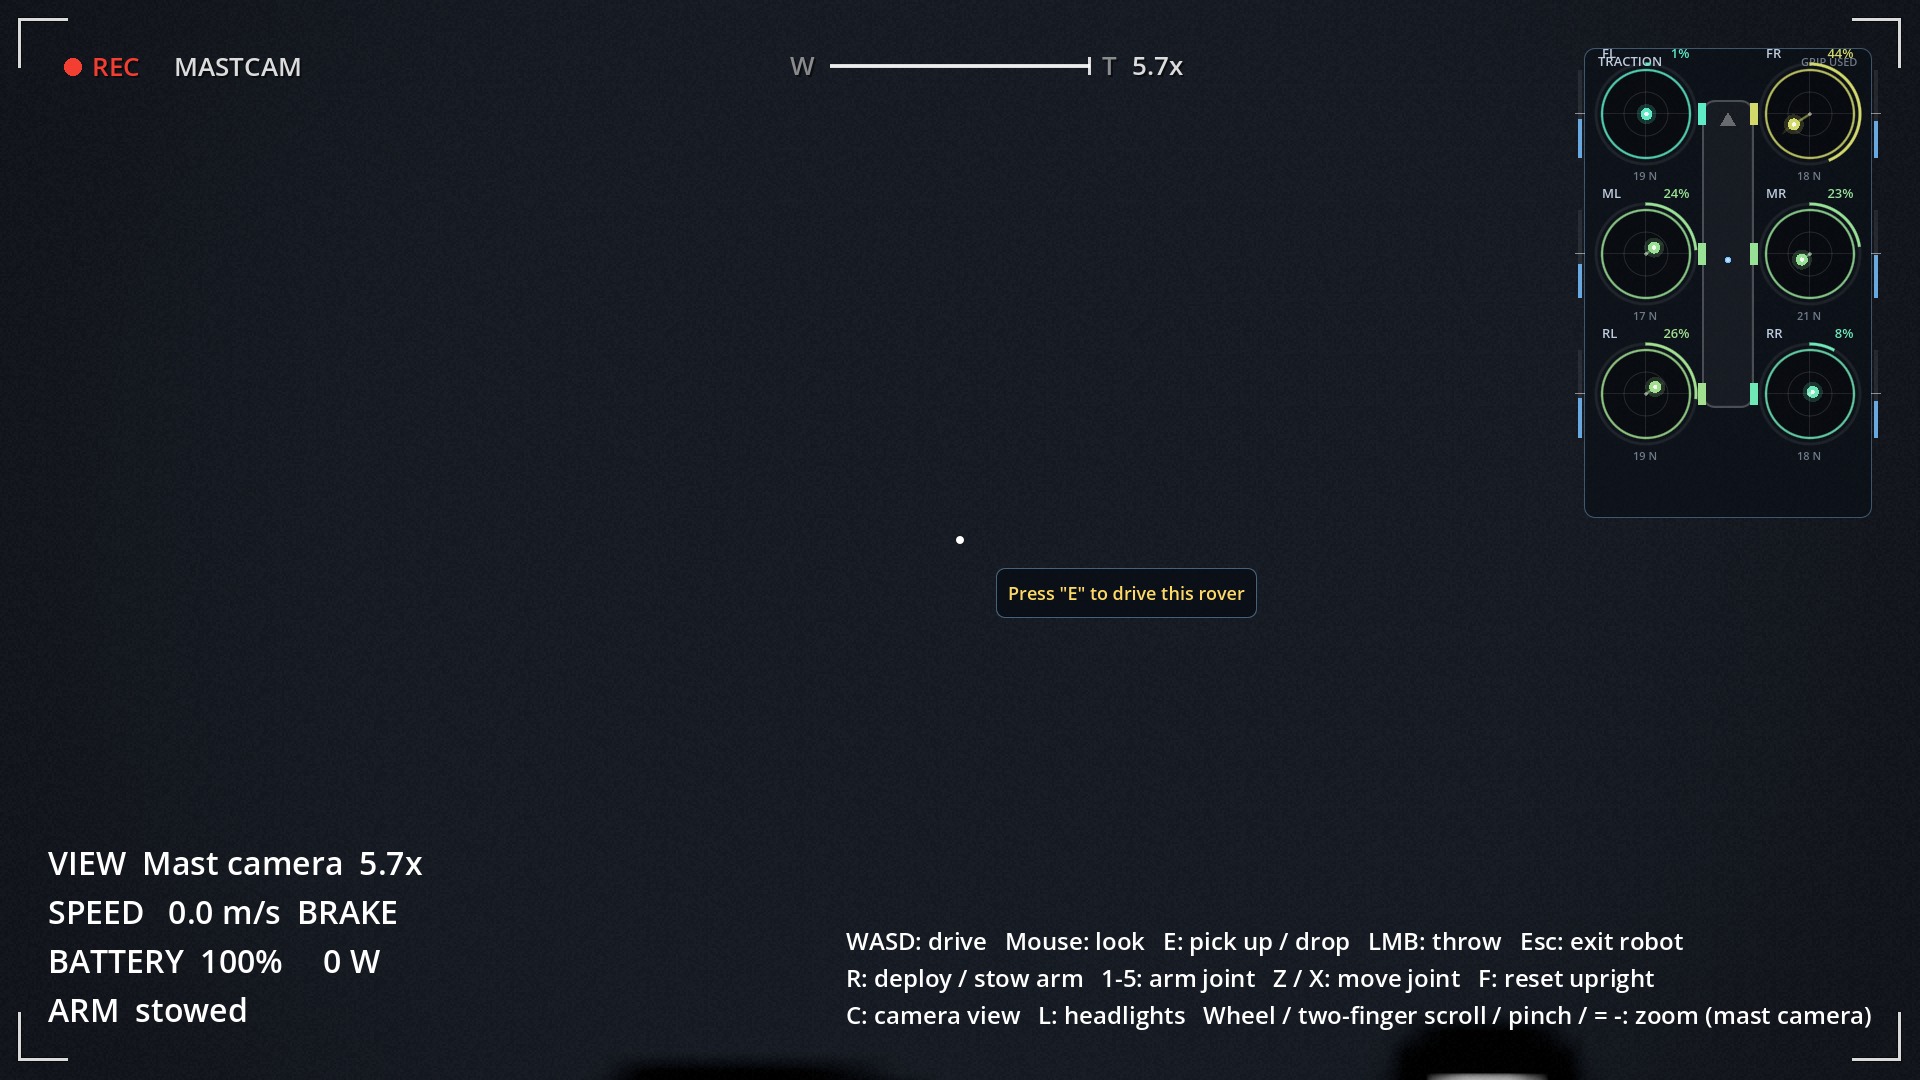 REC MASTCAM
W T 5.7x
FL 1% FR 44%
TRACTION GRIP USED
19 N 18 N
ML 24% MR 23%
17 N 21 N
RL 26% RR 8%
19 N 18 N
Press "E" to drive this rover
VIEW Mast camera 5.7x
SPEED 0.0 m/s BRAKE
BATTERY 100% 0 W
ARM stowed
WASD: drive Mouse: look E: pick up / drop LMB: throw Esc: exit robot
R: deploy / stow arm 1-5: arm joint Z / X: move joint F: reset upright
C: camera view L: headlights Wheel / two-finger scroll / pinch / = -: zoom (mast camera)